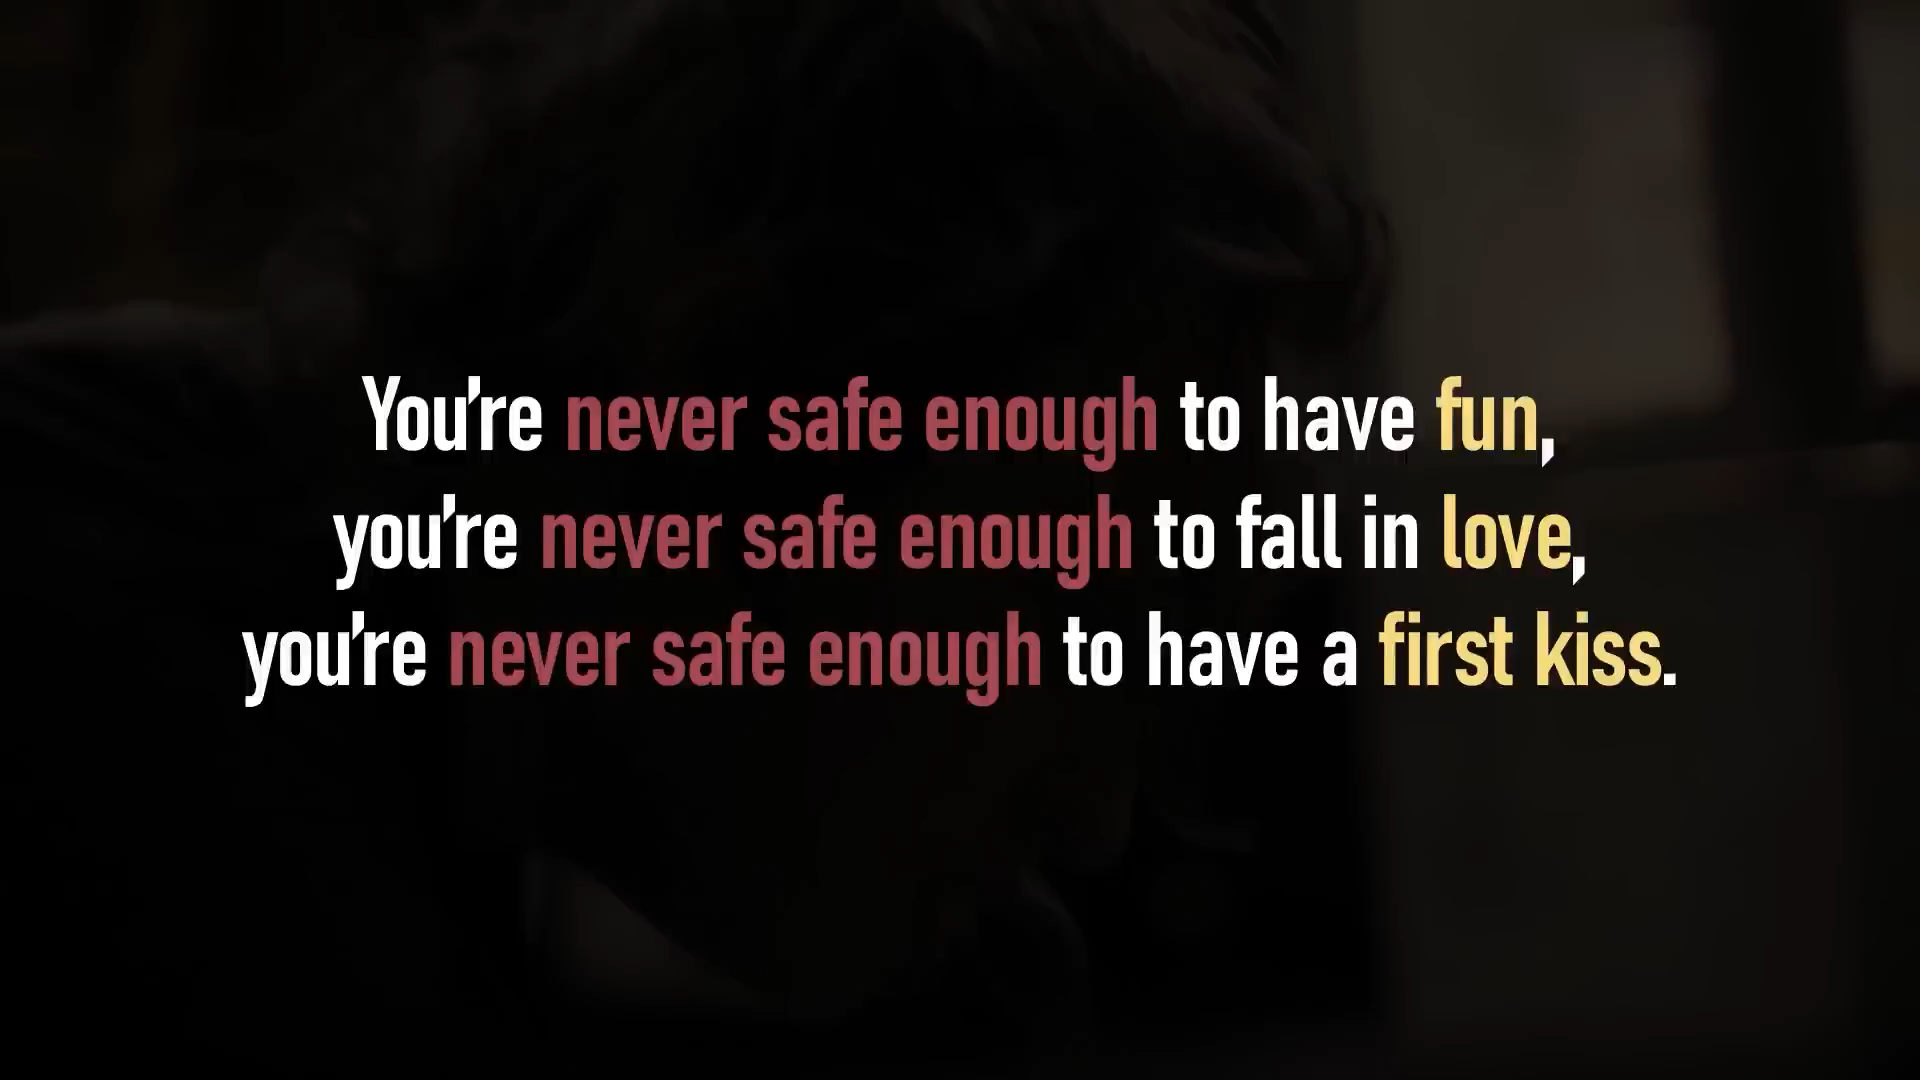 You're never safe enough to have fun,
you're never safe enough to fall in love,
you're never safe enough to have a first kiss.